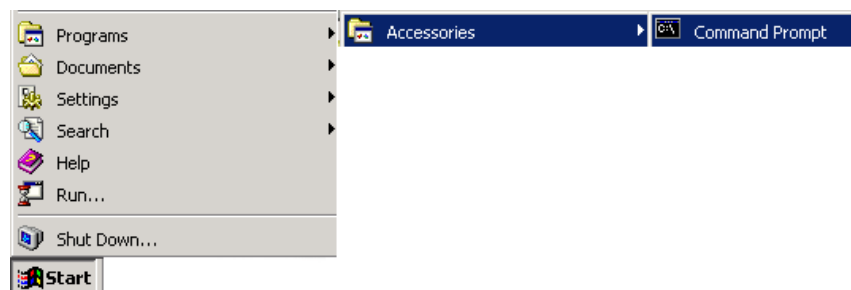 Programs
Accessories
Command Prompt
Documents
Settings
Search
Help
Run...
Shut Down...
Start